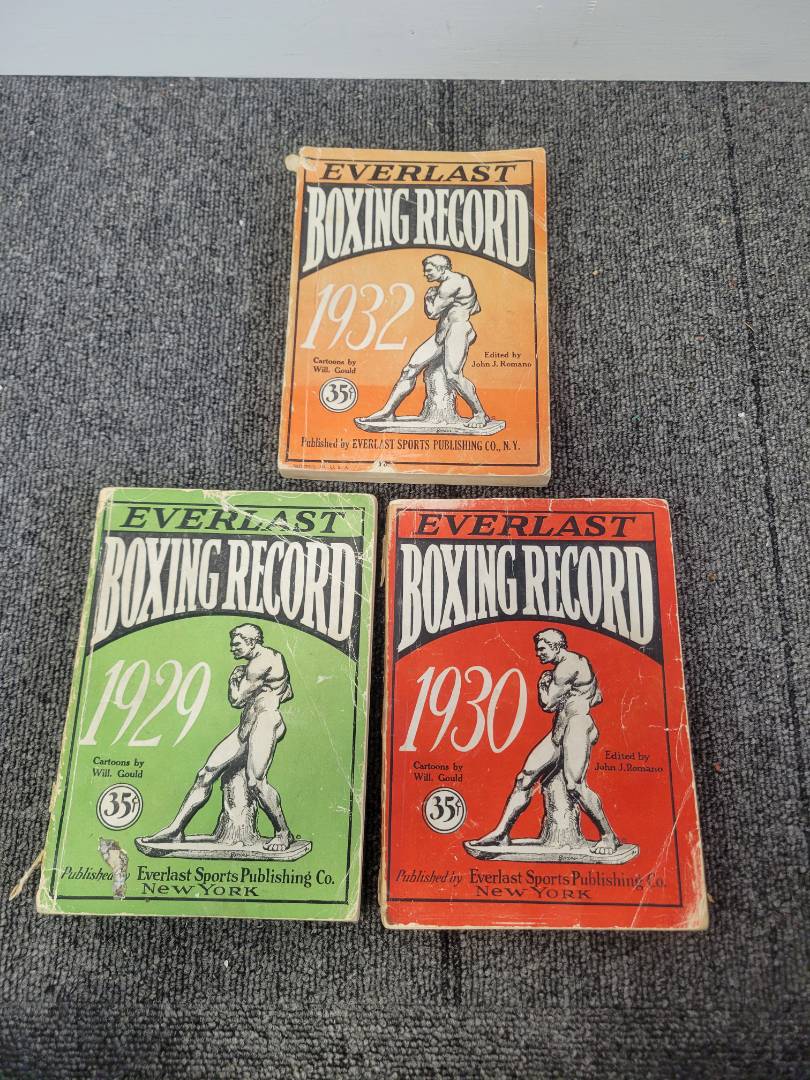 EVERLAST
BOXING RECORD
1932
Cartoons by
Will. Gould
Edited by
John J. Romano
35¢
Published by EVERLAST SPORTS PUBLISHING CO., N.Y.
EVERLAST
BOXING RECORD
1929
Cartoons by
Will. Gould
35¢
Published by Everlast Sports Publishing Co.
NEW YORK
EVERLAST
BOXING RECORD
1930
Cartoons by
Will. Gould
Edited by
John J. Romano
35¢
Published by Everlast Sports Publishing Co.
NEW YORK